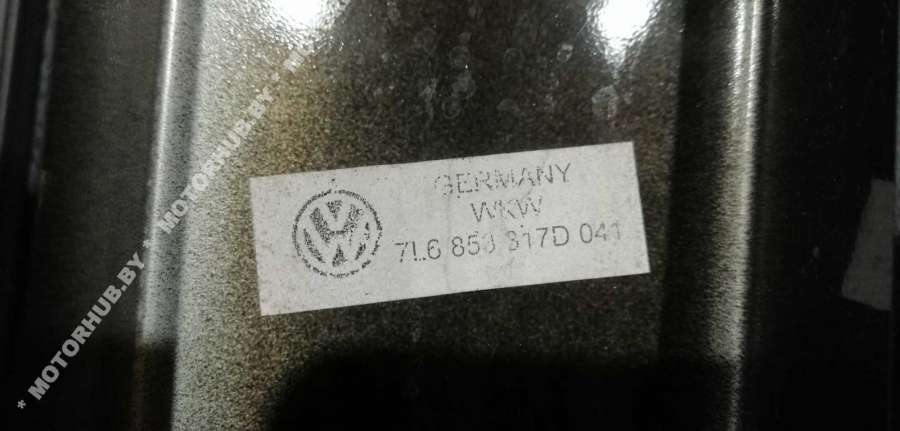 GERMANY
WKW
7L6 853 317D 041
* MOTORHUB.BY * MOTORHUB.BY *